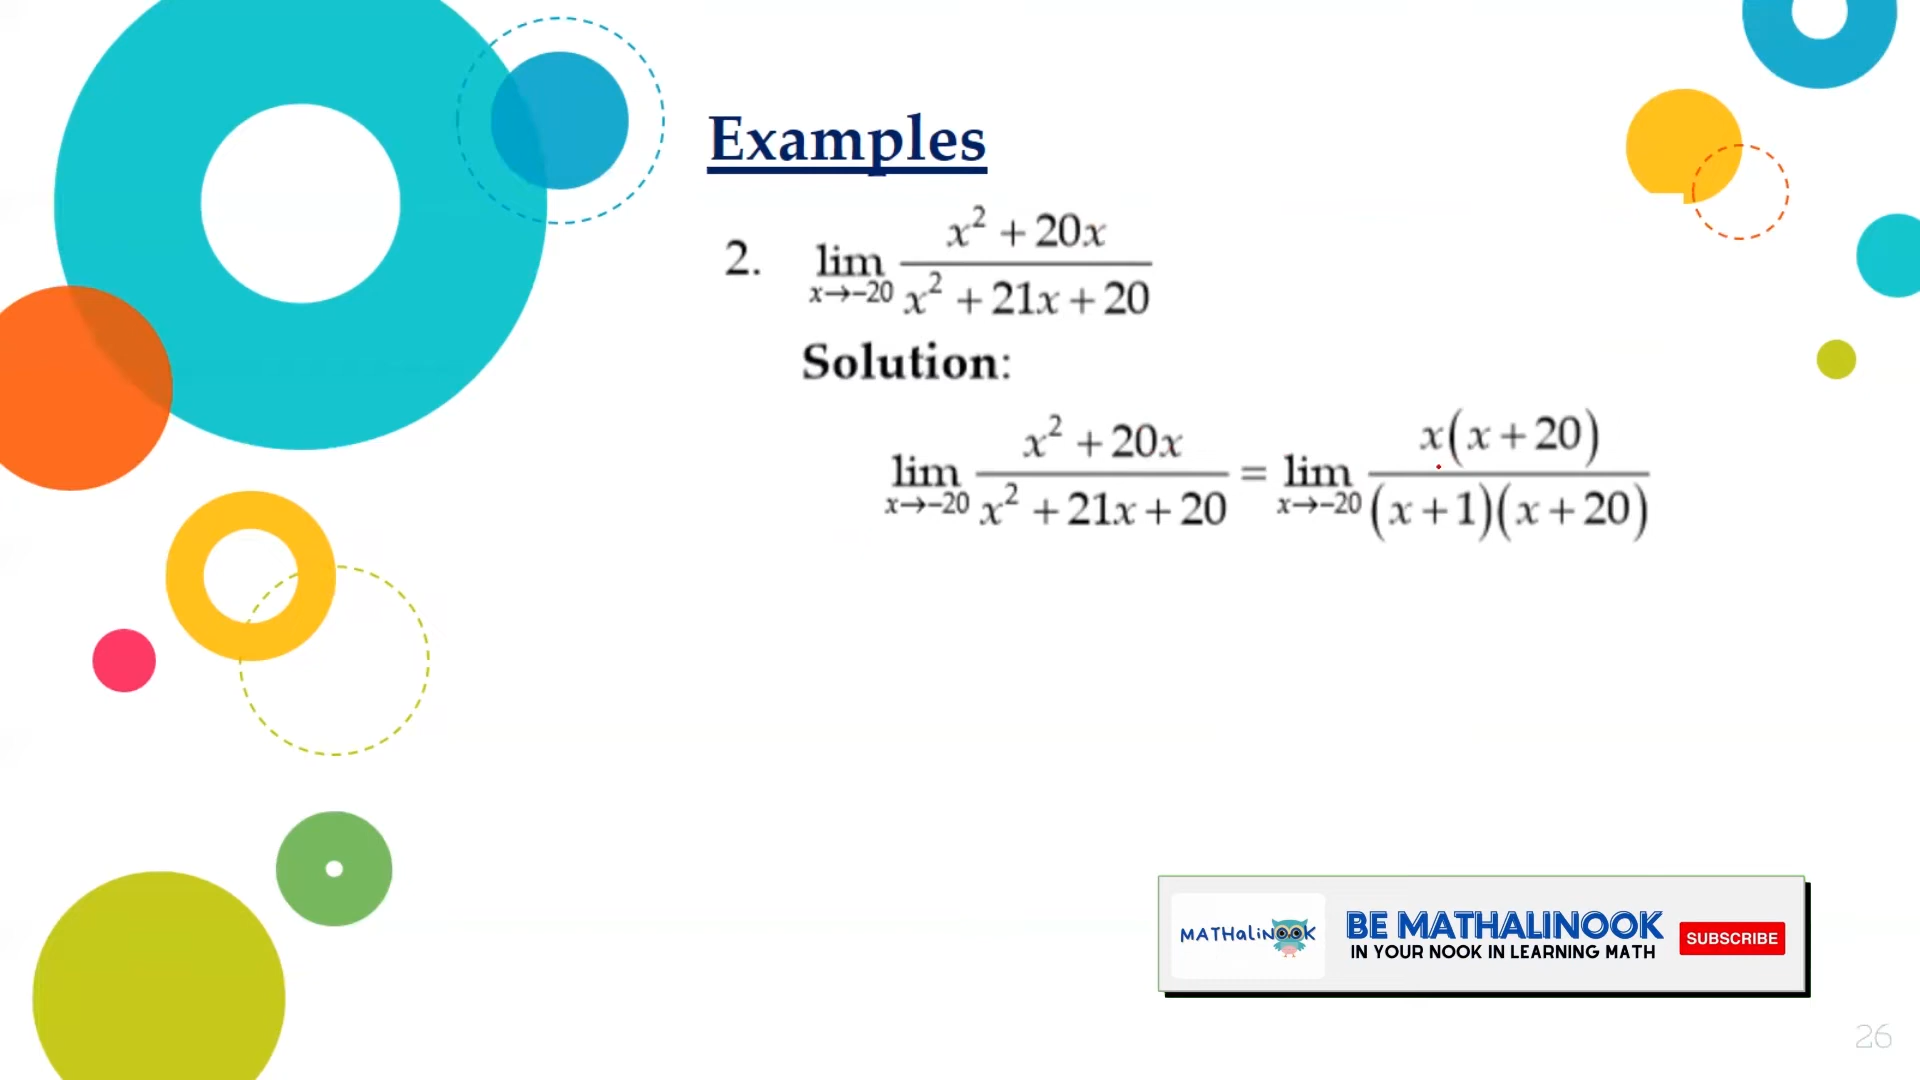 Examples
2. lim x→−20 (x² + 20x)/(x² + 21x + 20)
Solution:
lim x→−20 (x² + 20x)/(x² + 21x + 20) = lim x→−20 x(x + 20)/((x + 1)(x + 20))
MATHaliNOOK
BE MATHALINOOK
IN YOUR NOOK IN LEARNING MATH
SUBSCRIBE
26